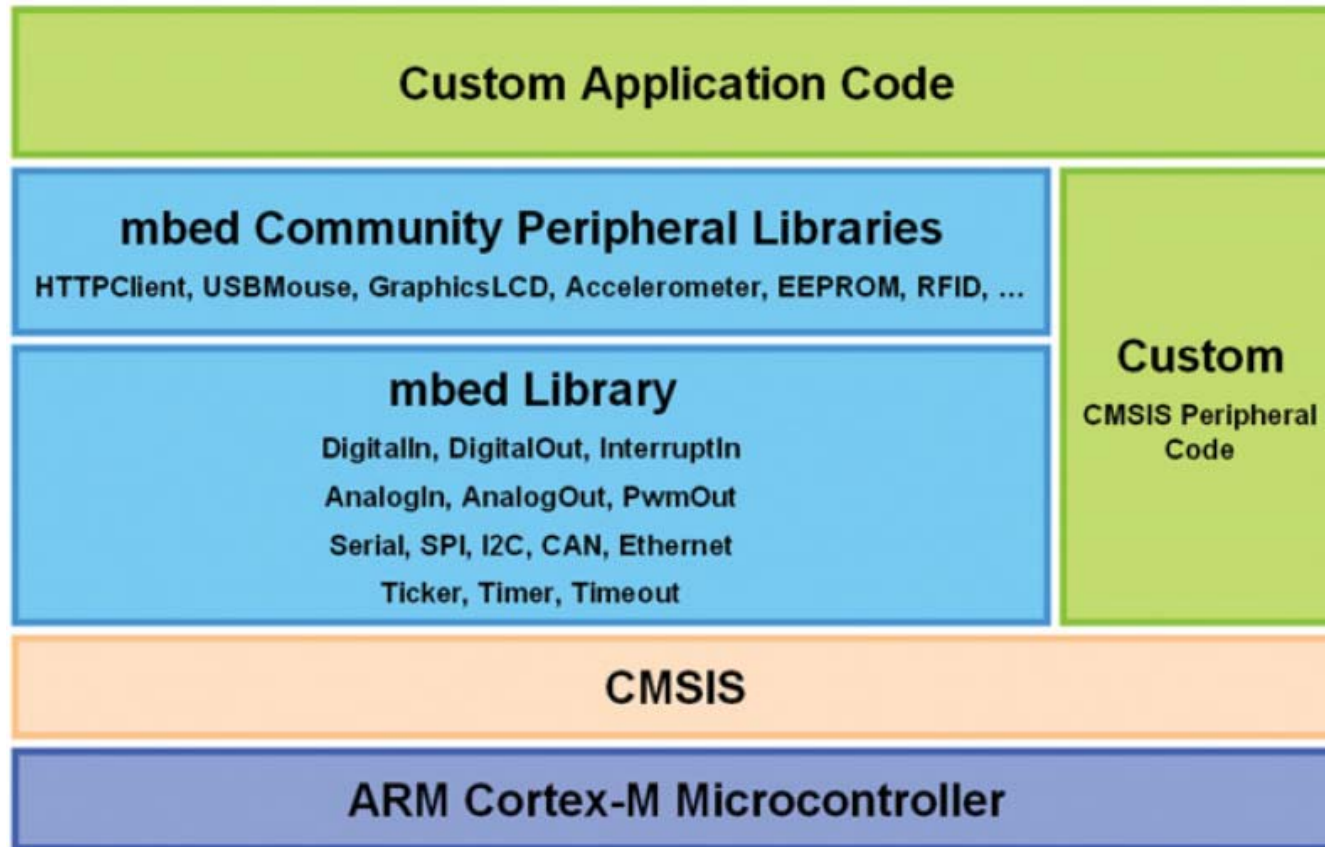 Custom Application Code
mbed Community Peripheral Libraries
HTTPClient, USBMouse, GraphicsLCD, Accelerometer, EEPROM, RFID, ...
mbed Library
DigitalIn, DigitalOut, InterruptIn
AnalogIn, AnalogOut, PwmOut
Serial, SPI, I2C, CAN, Ethernet
Ticker, Timer, Timeout
Custom
CMSIS Peripheral
Code
CMSIS
ARM Cortex-M Microcontroller